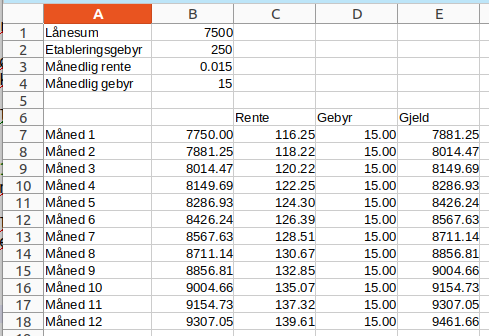 A B C D E
1 Lånesum 7500
2 Etableringsgebyr 250
3 Månedlig rente 0.015
4 Månedlig gebyr 15
5
6 Rente Gebyr Gjeld
7 Måned 1 7750.00 116.25 15.00 7881.25
8 Måned 2 7881.25 118.22 15.00 8014.47
9 Måned 3 8014.47 120.22 15.00 8149.69
10 Måned 4 8149.69 122.25 15.00 8286.93
11 Måned 5 8286.93 124.30 15.00 8426.24
12 Måned 6 8426.24 126.39 15.00 8567.63
13 Måned 7 8567.63 128.51 15.00 8711.14
14 Måned 8 8711.14 130.67 15.00 8856.81
15 Måned 9 8856.81 132.85 15.00 9004.66
16 Måned 10 9004.66 135.07 15.00 9154.73
17 Måned 11 9154.73 137.32 15.00 9307.05
18 Måned 12 9307.05 139.61 15.00 9461.66